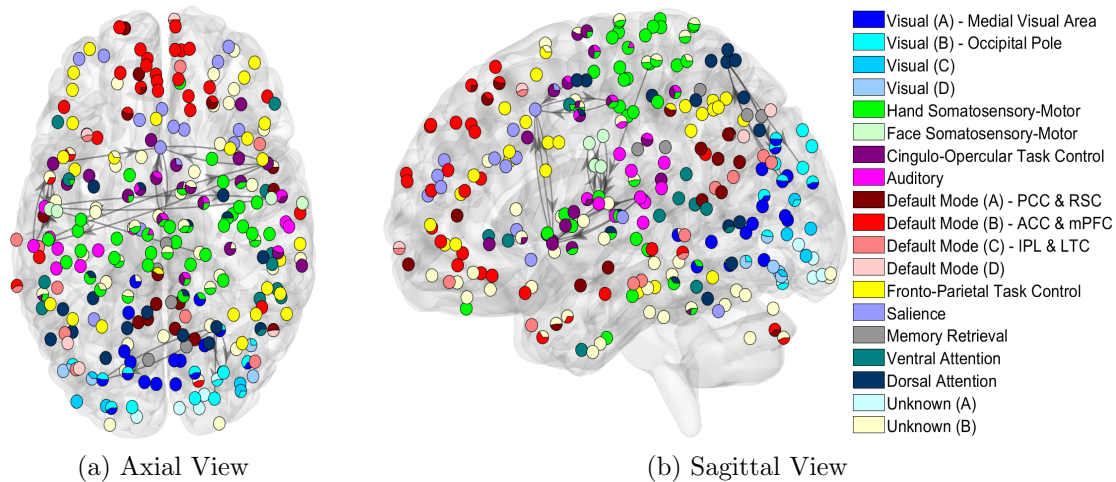 Visual (A) - Medial Visual Area
Visual (B) - Occipital Pole
Visual (C)
Visual (D)
Hand Somatosensory-Motor
Face Somatosensory-Motor
Cingulo-Opercular Task Control
Auditory
Default Mode (A) - PCC & RSC
Default Mode (B) - ACC & mPFC
Default Mode (C) - IPL & LTC
Default Mode (D)
Fronto-Parietal Task Control
Salience
Memory Retrieval
Ventral Attention
Dorsal Attention
Unknown (A)
Unknown (B)
(a) Axial View
(b) Sagittal View